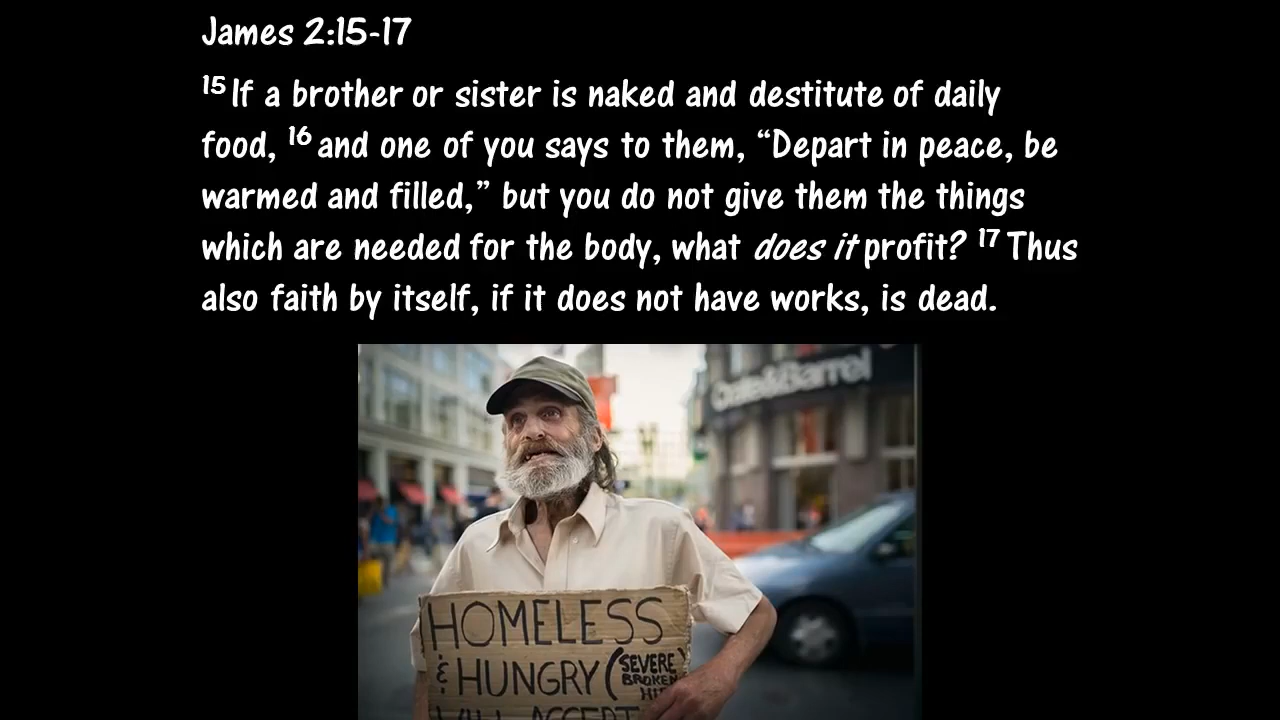 James 2:15-17
15 If a brother or sister is naked and destitute of daily
food, 16 and one of you says to them, “Depart in peace, be
warmed and filled,” but you do not give them the things
which are needed for the body, what does it profit? 17 Thus
also faith by itself, if it does not have works, is dead.
Crate&Barrel
HOMELESS
& HUNGRY (SEVERE
BROKEN
HIP
WILL ACCEPT